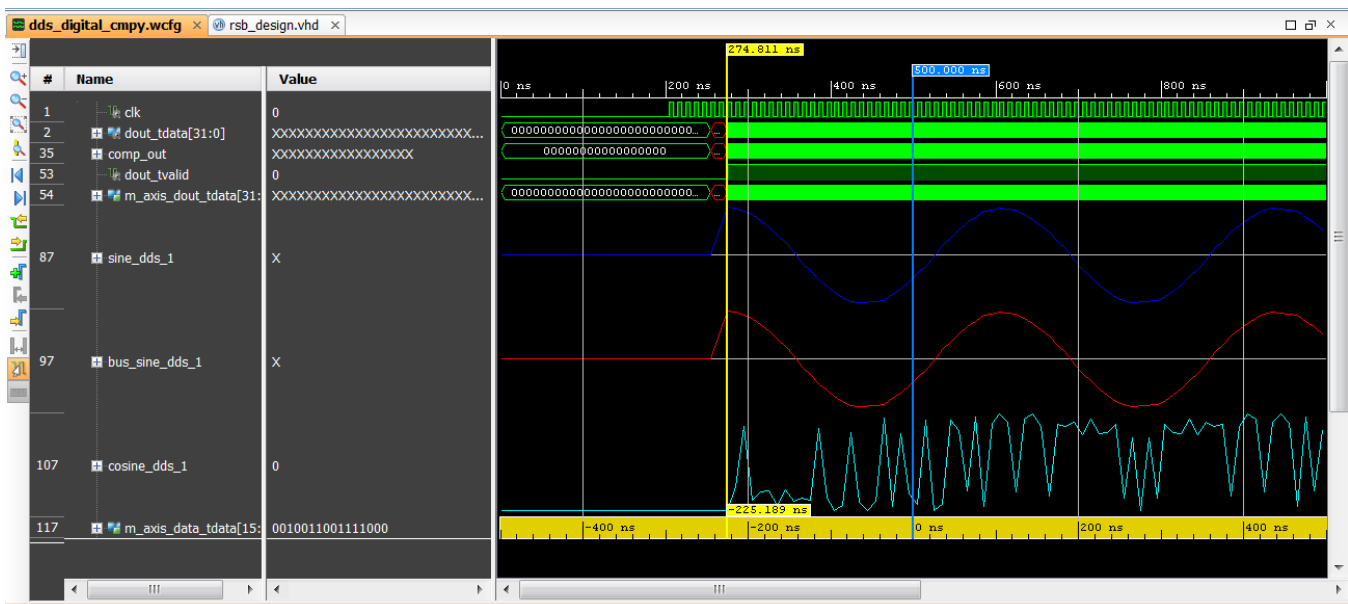 dds_digital_cmpy.wcfg × rsb_design.vhd ×
274.811 ns
500.000 ns
# Name Value
0 ns 200 ns 400 ns 600 ns 800 ns
1 clk 0
2 dout_tdata[31:0] XXXXXXXXXXXXXXXXXXXXXXXX... 00000000000000000000000000... ...
35 comp_out XXXXXXXXXXXXXXXXX 00000000000000000 ...
53 dout_tvalid 0
54 m_axis_dout_tdata[31: XXXXXXXXXXXXXXXXXXXXXXXX... 00000000000000000000000000... ...
87 sine_dds_1 X
97 bus_sine_dds_1 X
107 cosine_dds_1 0
-225.189 ns
117 m_axis_data_tdata[15: 0010011001111000
-400 ns -200 ns 0 ns 200 ns 400 ns